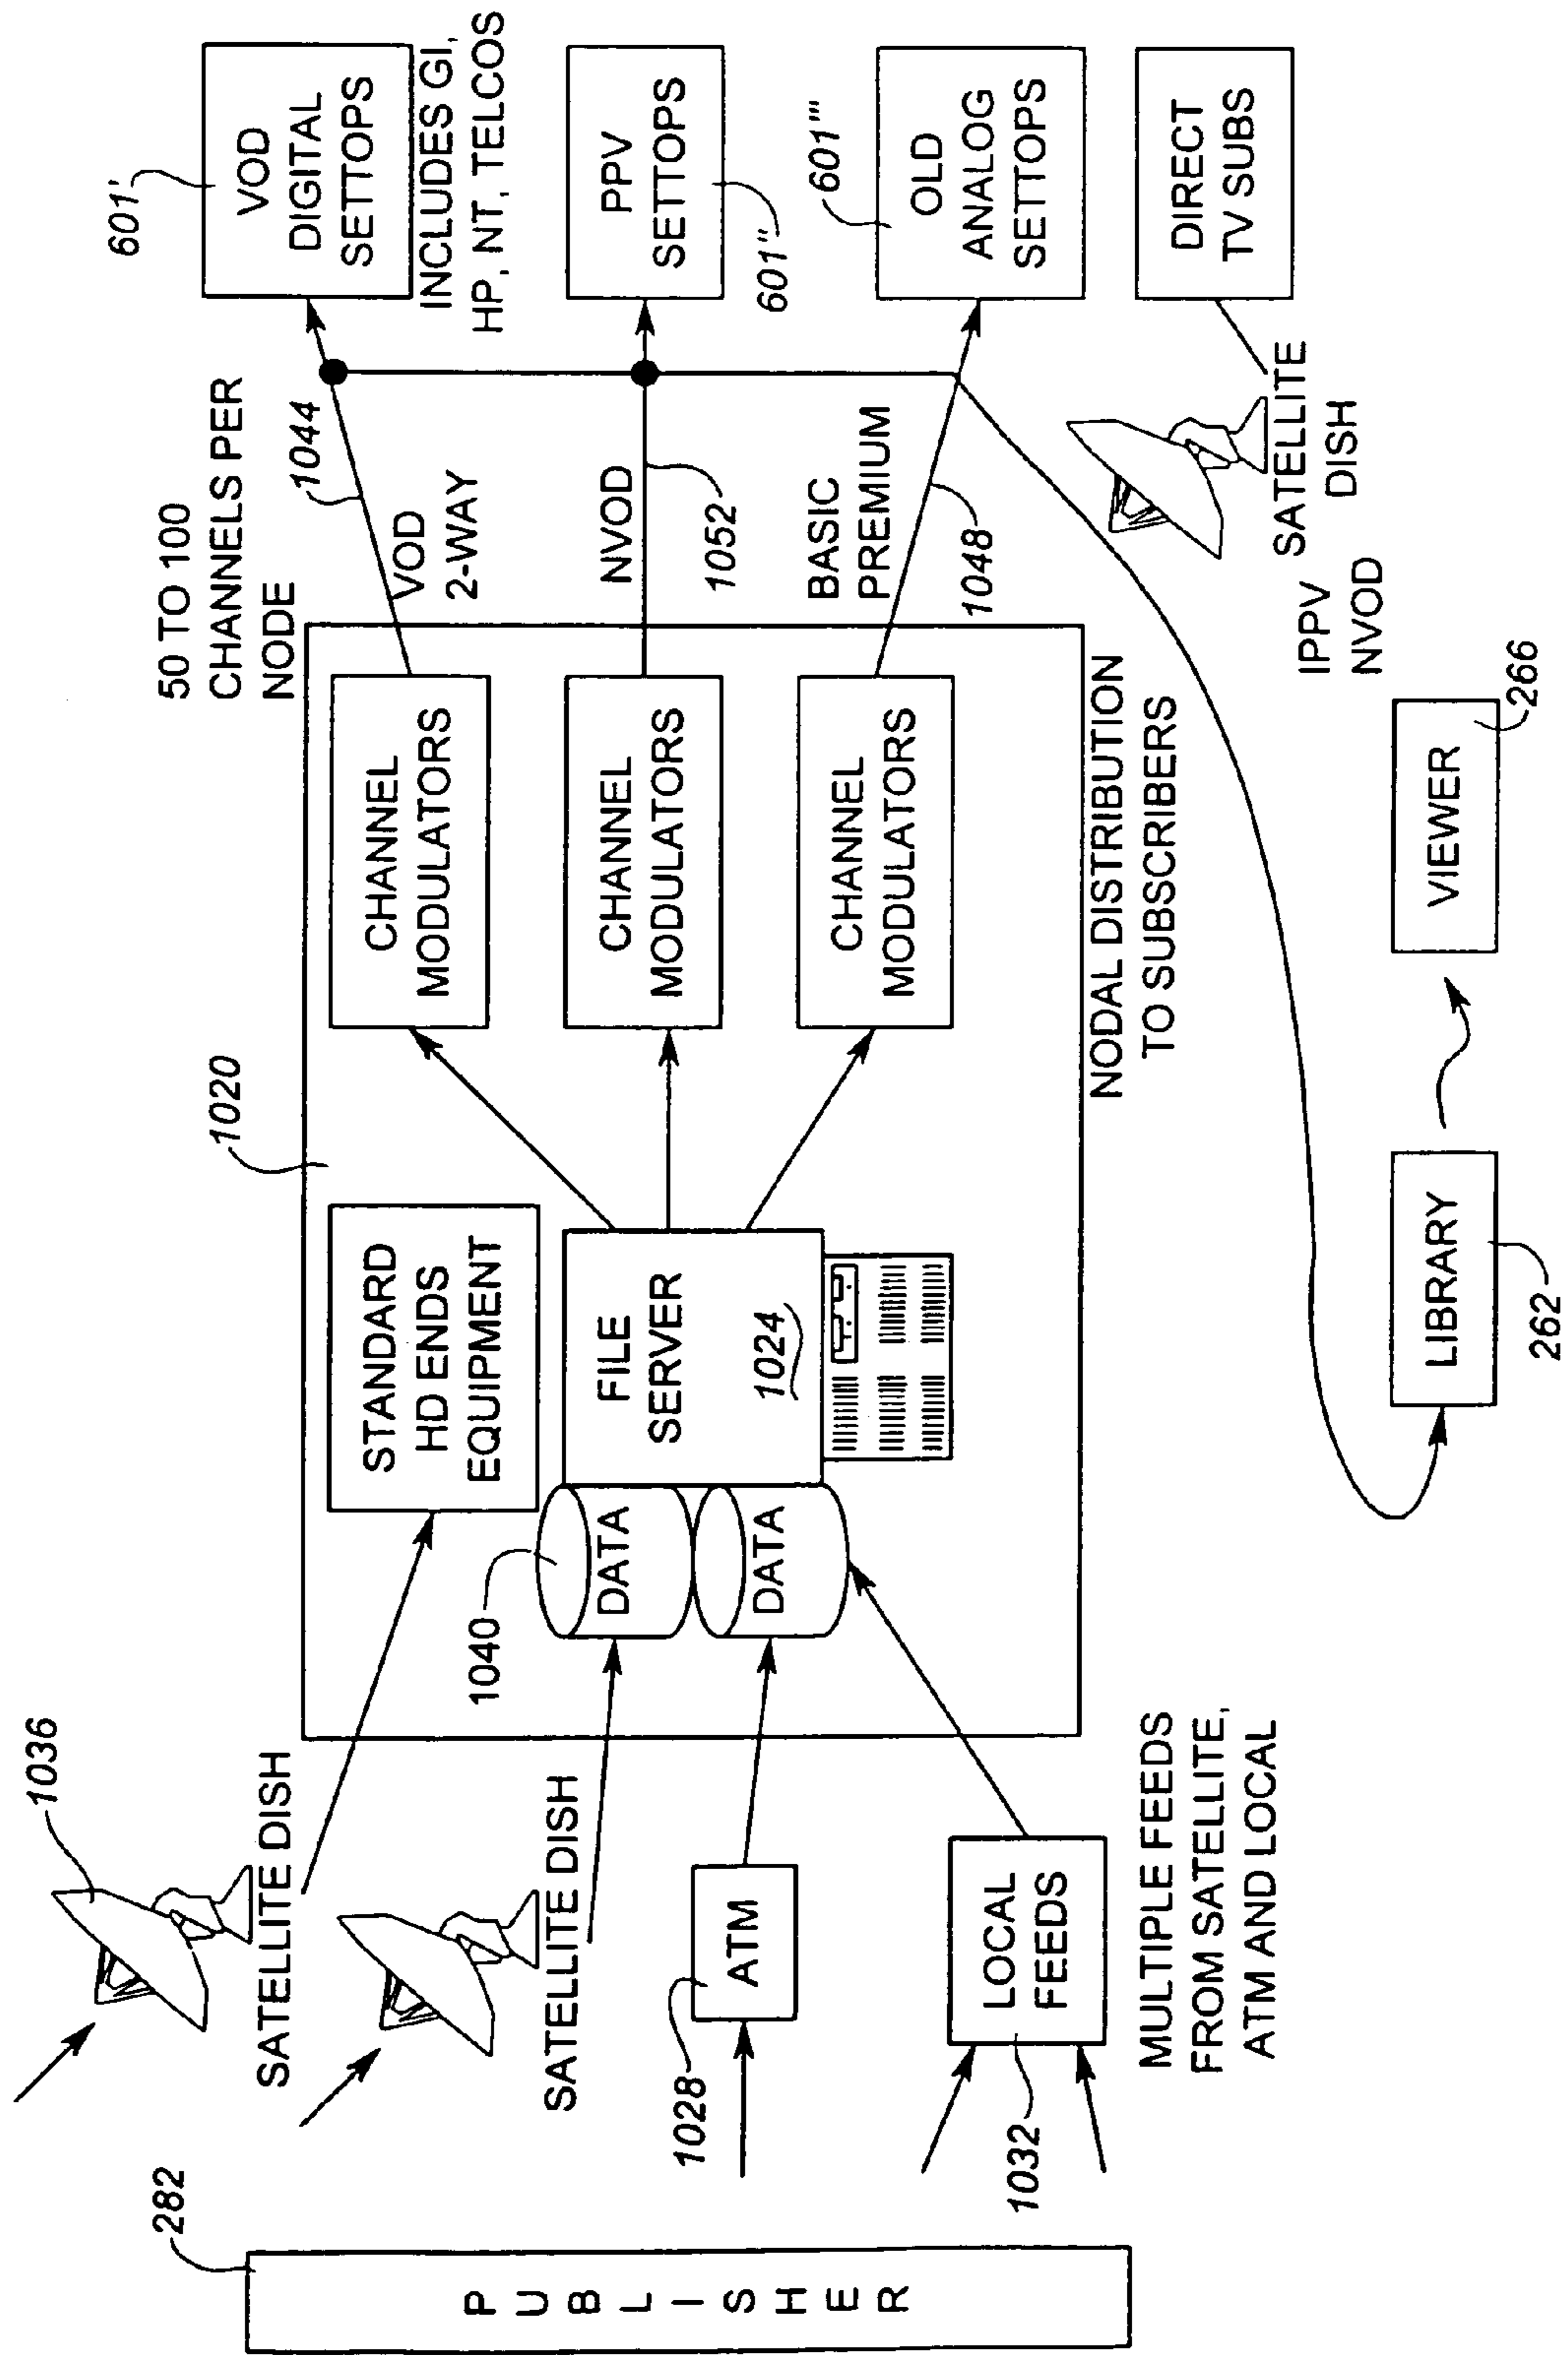 282
PUBLISHER
1036
SATELLITE DISH
SATELLITE DISH
1028
ATM
1032
LOCAL
FEEDS
MULTIPLE FEEDS
FROM SATELLITE,
ATM AND LOCAL
1020
STANDARD
HD ENDS
EQUIPMENT
1040
DATA
DATA
FILE
SERVER
1024
CHANNEL
MODULATORS
CHANNEL
MODULATORS
CHANNEL
MODULATORS
NODAL DISTRIBUTION
TO SUBSCRIBERS
50 TO 100
CHANNELS PER
NODE
1044
VOD
2-WAY
NVOD
1052
BASIC
PREMIUM
1048
601'
VOD
DIGITAL
SETTOPS
INCLUDES GI,
HP, NT, TELCOS
PPV
SETTOPS
601"
601'"
OLD
ANALOG
SETTOPS
DIRECT
TV SUBS
SATELLITE
DISH
IPPV
NVOD
LIBRARY
262
VIEWER
266